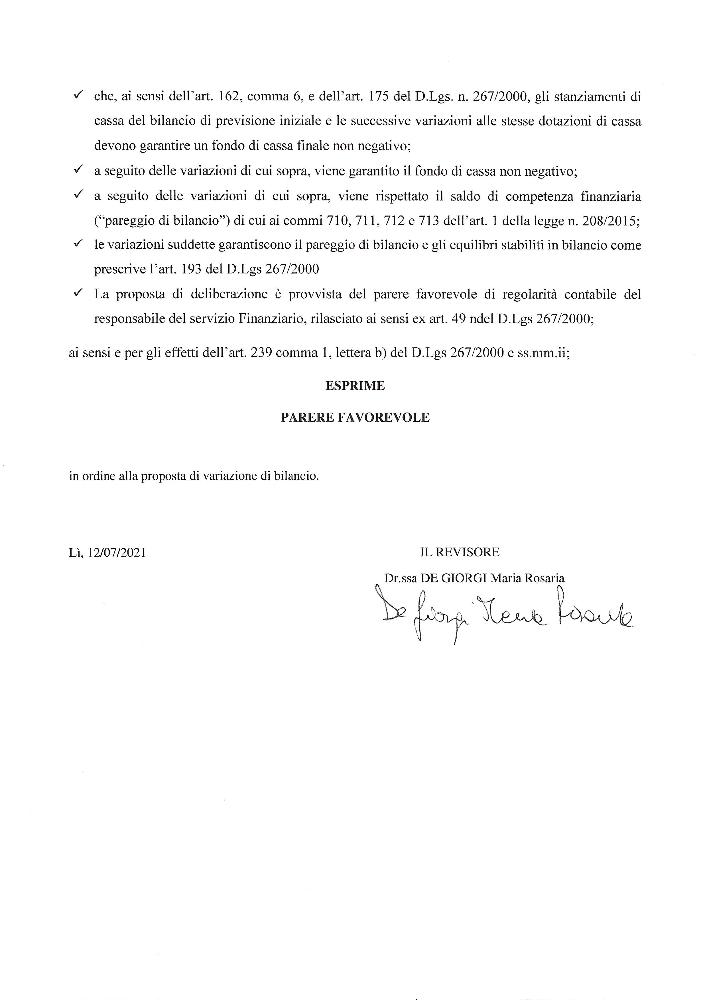 ✓ che, ai sensi dell’art. 162, comma 6, e dell’art. 175 del D.Lgs. n. 267/2000, gli stanziamenti di
cassa del bilancio di previsione iniziale e le successive variazioni alle stesse dotazioni di cassa
devono garantire un fondo di cassa finale non negativo;
✓ a seguito delle variazioni di cui sopra, viene garantito il fondo di cassa non negativo;
✓ a seguito delle variazioni di cui sopra, viene rispettato il saldo di competenza finanziaria
(“pareggio di bilancio”) di cui ai commi 710, 711, 712 e 713 dell’art. 1 della legge n. 208/2015;
✓ le variazioni suddette garantiscono il pareggio di bilancio e gli equilibri stabiliti in bilancio come
prescrive l’art. 193 del D.Lgs 267/2000
✓ La proposta di deliberazione è provvista del parere favorevole di regolarità contabile del
responsabile del servizio Finanziario, rilasciato ai sensi ex art. 49 ndel D.Lgs 267/2000;
ai sensi e per gli effetti dell’art. 239 comma 1, lettera b) del D.Lgs 267/2000 e ss.mm.ii;
ESPRIME
PARERE FAVOREVOLE
in ordine alla proposta di variazione di bilancio.
Lì, 12/07/2021 IL REVISORE
Dr.ssa DE GIORGI Maria Rosaria
De Giorgi Maria Rosaria